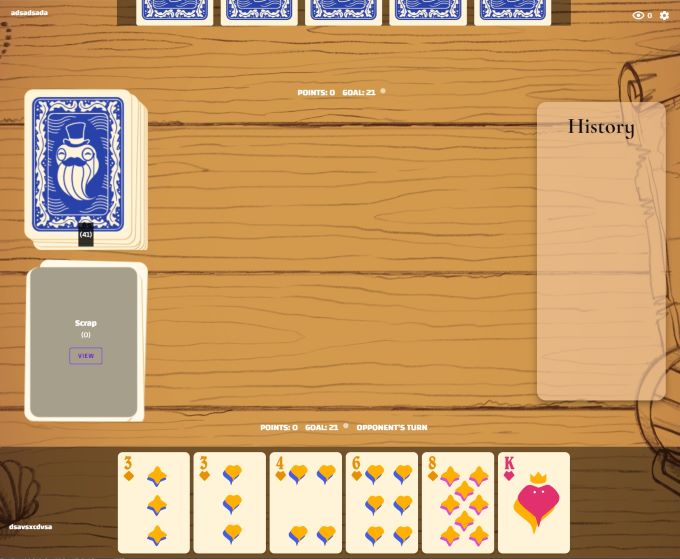 adsadsada
0
POINTS: 0 GOAL: 21
History
(41)
Scrap
(0)
VIEW
POINTS: 0 GOAL: 21 OPPONENT'S TURN
3
3
4
6
8
K
dsavsxcdvsa